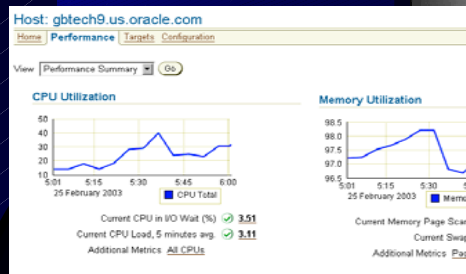 Host: gbtech9.us.oracle.com
Home Performance Targets Configuration
View Performance Summary Go
CPU Utilization
50
40
30
20
10
5:01 5:15 5:30 5:45 6:00
25 February 2003 CPU Total
Current CPU in I/O Wait (%) 3.51
Current CPU Load, 5 minutes avg. 3.11
Additional Metrics All CPUs
Memory Utilization
98.5
98.0
97.5
97.0
96.5
5:01 5:15 5:30
25 February 2003 Memo
Current Memory Page Scan
Current Swap
Additional Metrics Pag